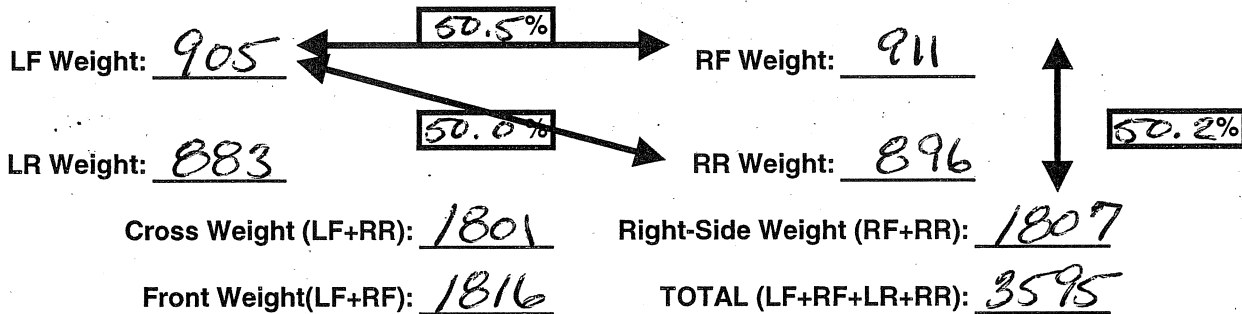 50.5%
LF Weight: 905 RF Weight: 911
50.0% 50.2%
LR Weight: 883 RR Weight: 896
Cross Weight (LF+RR): 1801 Right-Side Weight (RF+RR): 1807
Front Weight(LF+RF): 1816 TOTAL (LF+RF+LR+RR): 3595